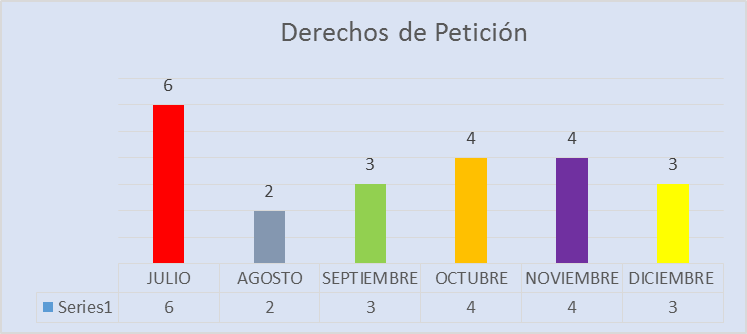 Derechos de Petición
6
2
3
4
4
3
JULIO AGOSTO SEPTIEMBRE OCTUBRE NOVIEMBRE DICIEMBRE
Series1 6 2 3 4 4 3